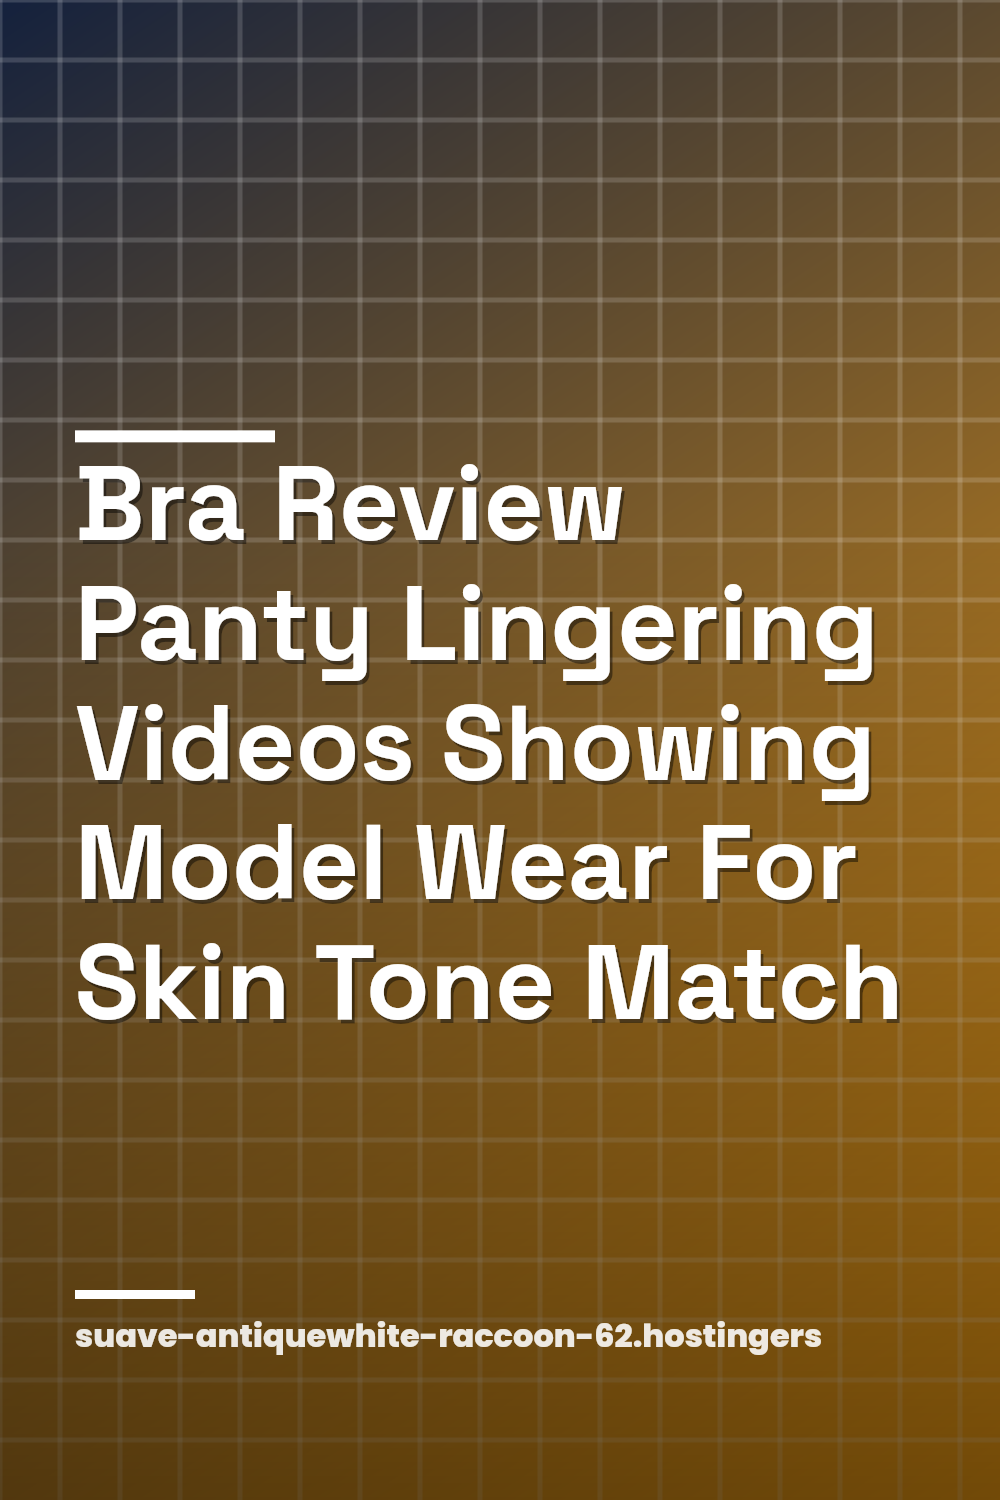 Bra Review
Panty Lingering
Videos Showing
Model Wear For
Skin Tone Match
suave-antiquewhite-raccoon-62.hostingers